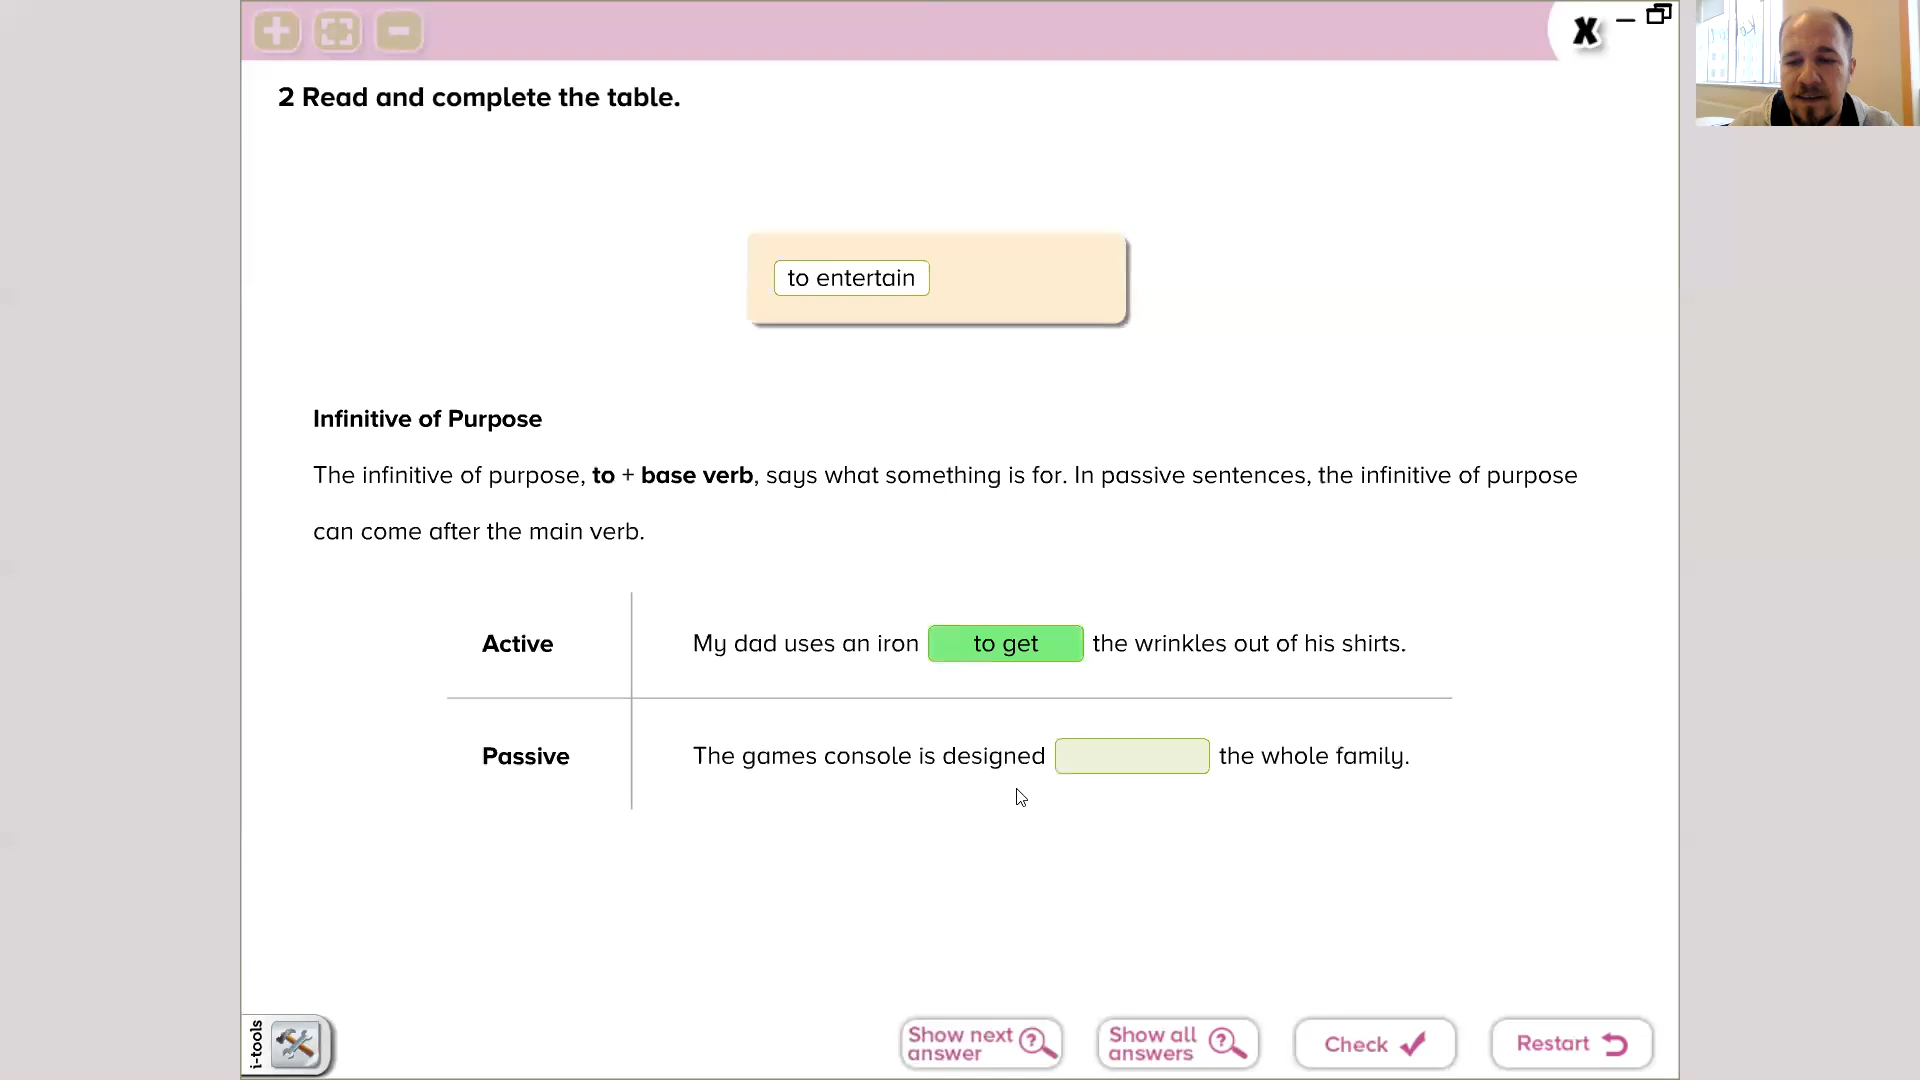 2 Read and complete the table.
to entertain
Infinitive of Purpose
The infinitive of purpose, to + base verb, says what something is for. In passive sentences, the infinitive of purpose
can come after the main verb.
Active
My dad uses an iron to get the wrinkles out of his shirts.
Passive
The games console is designed the whole family.
i-tools
Show next
answer
Show all
answers
Check
Restart